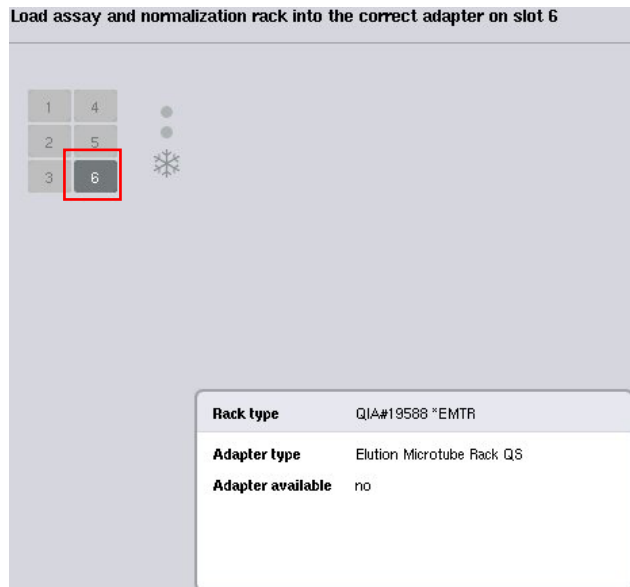 Load assay and normalization rack into the correct adapter on slot 6
1 4
2 5
3 6
Rack type QIA#19588 *EMTR
Adapter type Elution Microtube Rack QS
Adapter available no